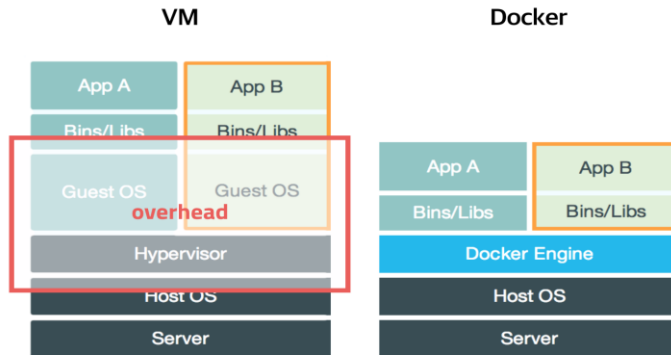 VM
App A
App B
Bins/Libs
Bins/Libs
Guest OS
Guest OS
overhead
Hypervisor
Host OS
Server
Docker
App A
App B
Bins/Libs
Bins/Libs
Docker Engine
Host OS
Server